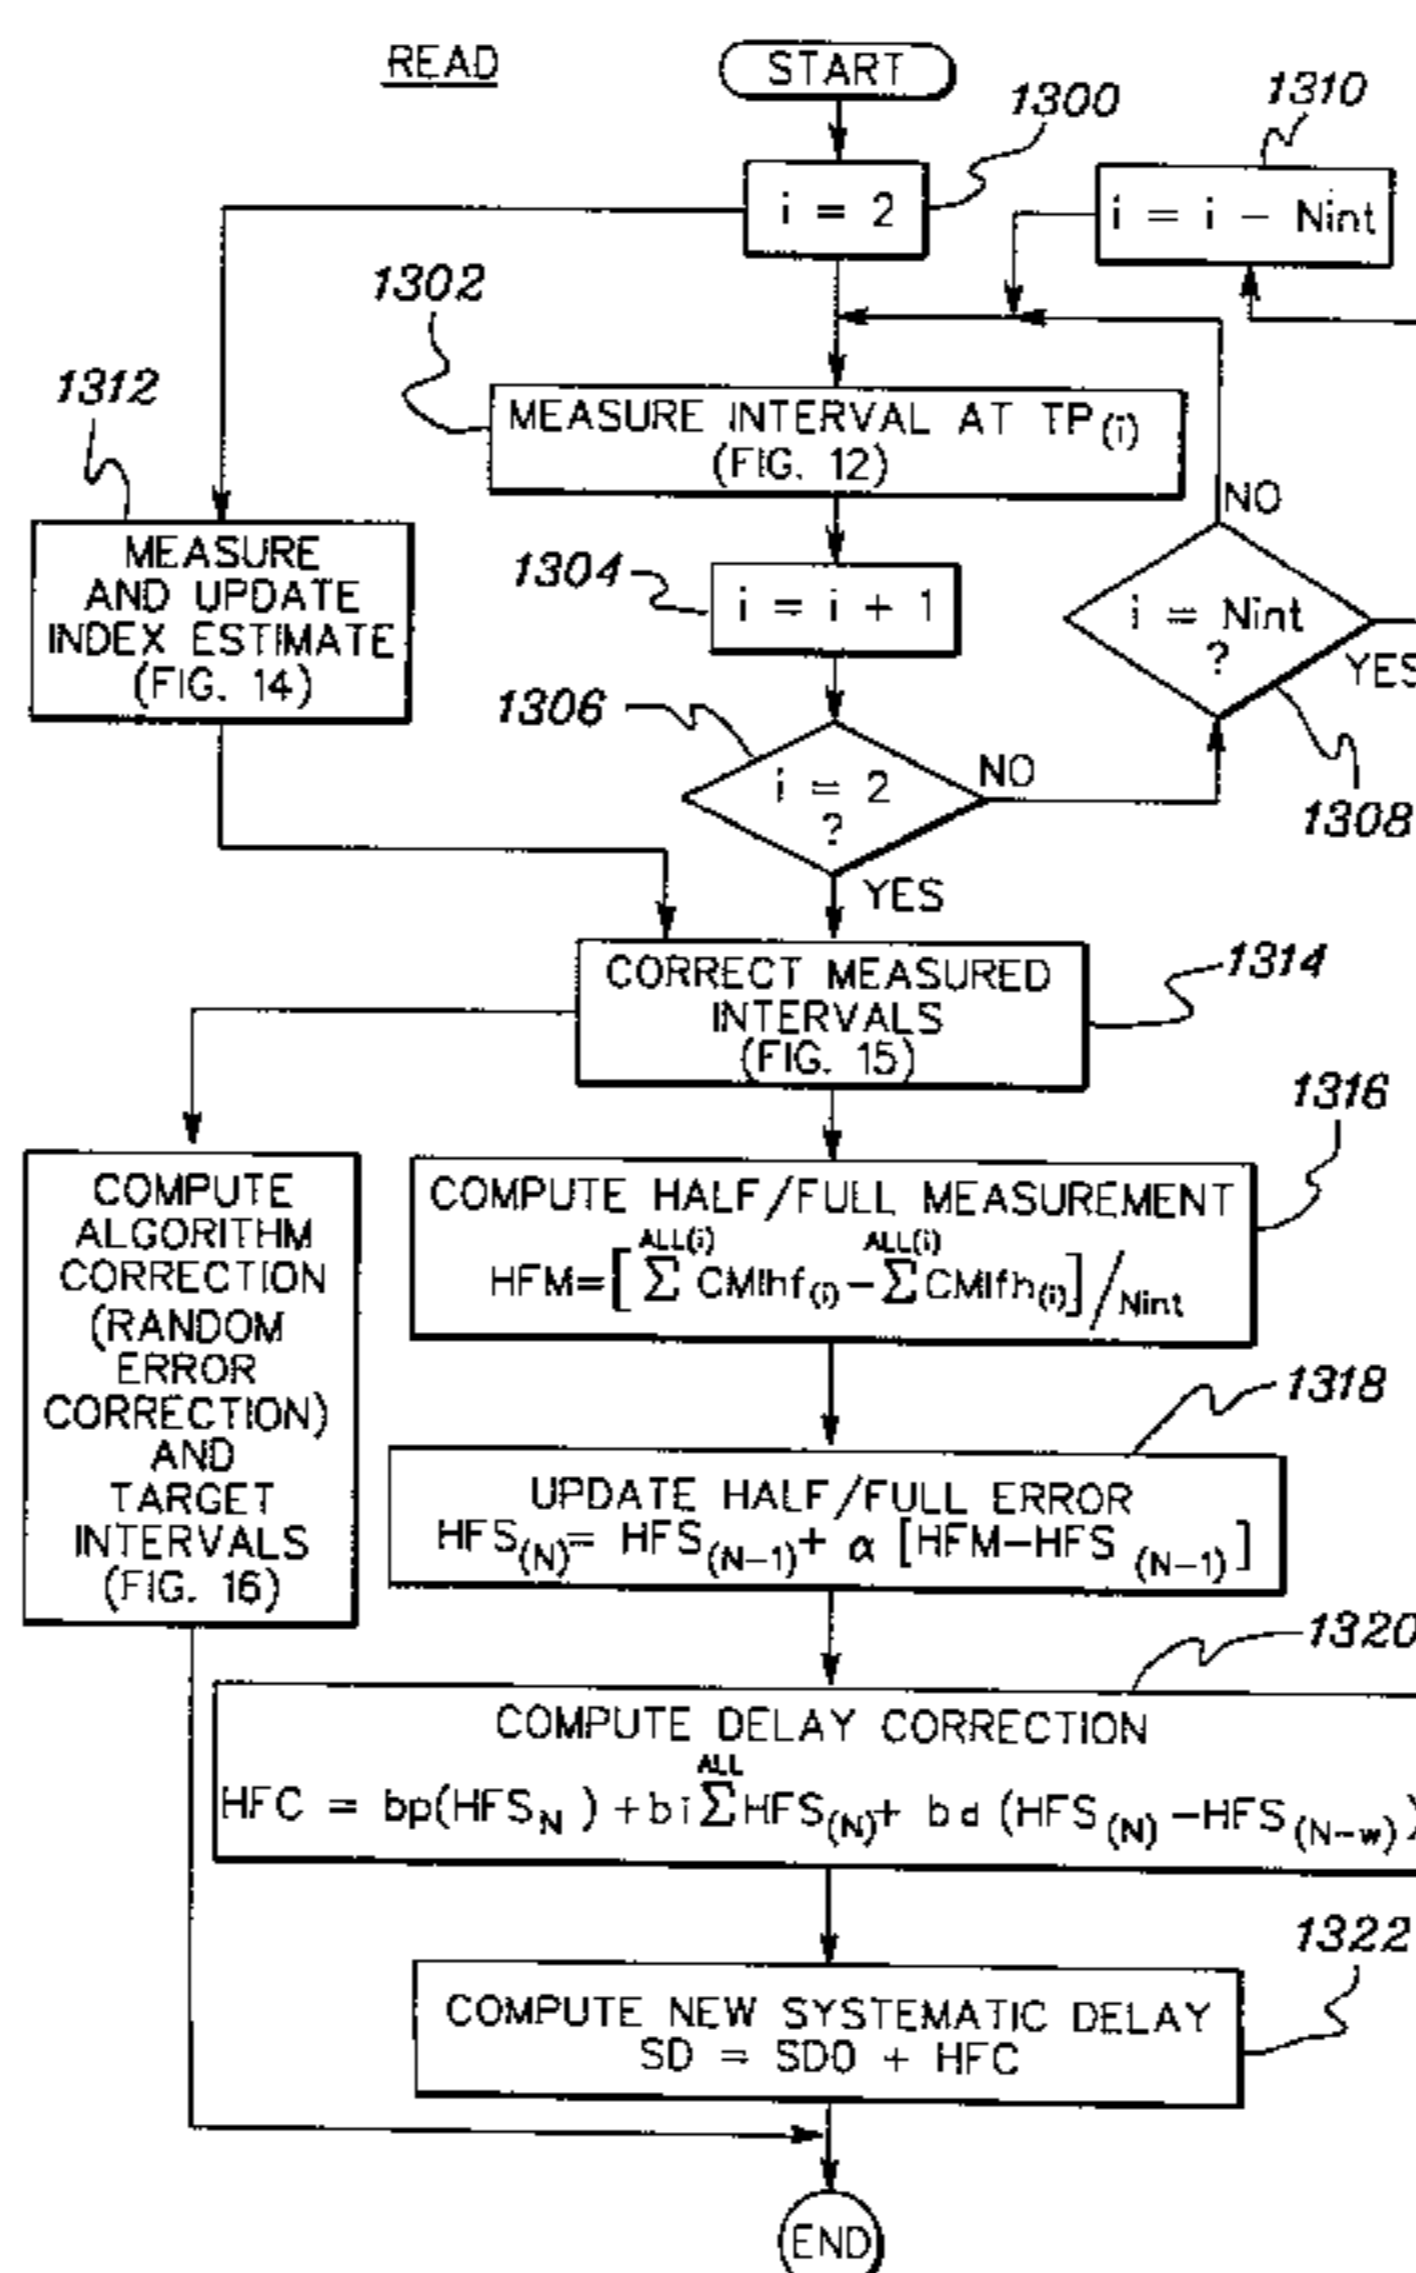 READ
START
1300
1310
i = 2
i = i − Nint
1302
1312
MEASURE INTERVAL AT TP(i)
(FIG. 12)
NO
MEASURE
AND UPDATE
INDEX ESTIMATE
(FIG. 14)
1304
i = i + 1
i = Nint
?
YES
1306
i = 2
?
NO
1308
YES
CORRECT MEASURED
INTERVALS
(FIG. 15)
1314
1316
COMPUTE
ALGORITHM
CORRECTION
(RANDOM
ERROR
CORRECTION)
AND
TARGET
INTERVALS
(FIG. 16)
COMPUTE HALF/FULL MEASUREMENT
ALL(i) ALL(i)
HFM=[ Σ CMIhf(i) − Σ CMIfh(i)]/Nint
1318
UPDATE HALF/FULL ERROR
HFS(N)= HFS(N−1)+ α [HFM−HFS (N−1)]
1320
COMPUTE DELAY CORRECTION
ALL
HFC = bp(HFSN ) +bi Σ HFS(N)+ bd (HFS(N) −HFS(N−w))
1322
COMPUTE NEW SYSTEMATIC DELAY
SD = SD0 + HFC
END